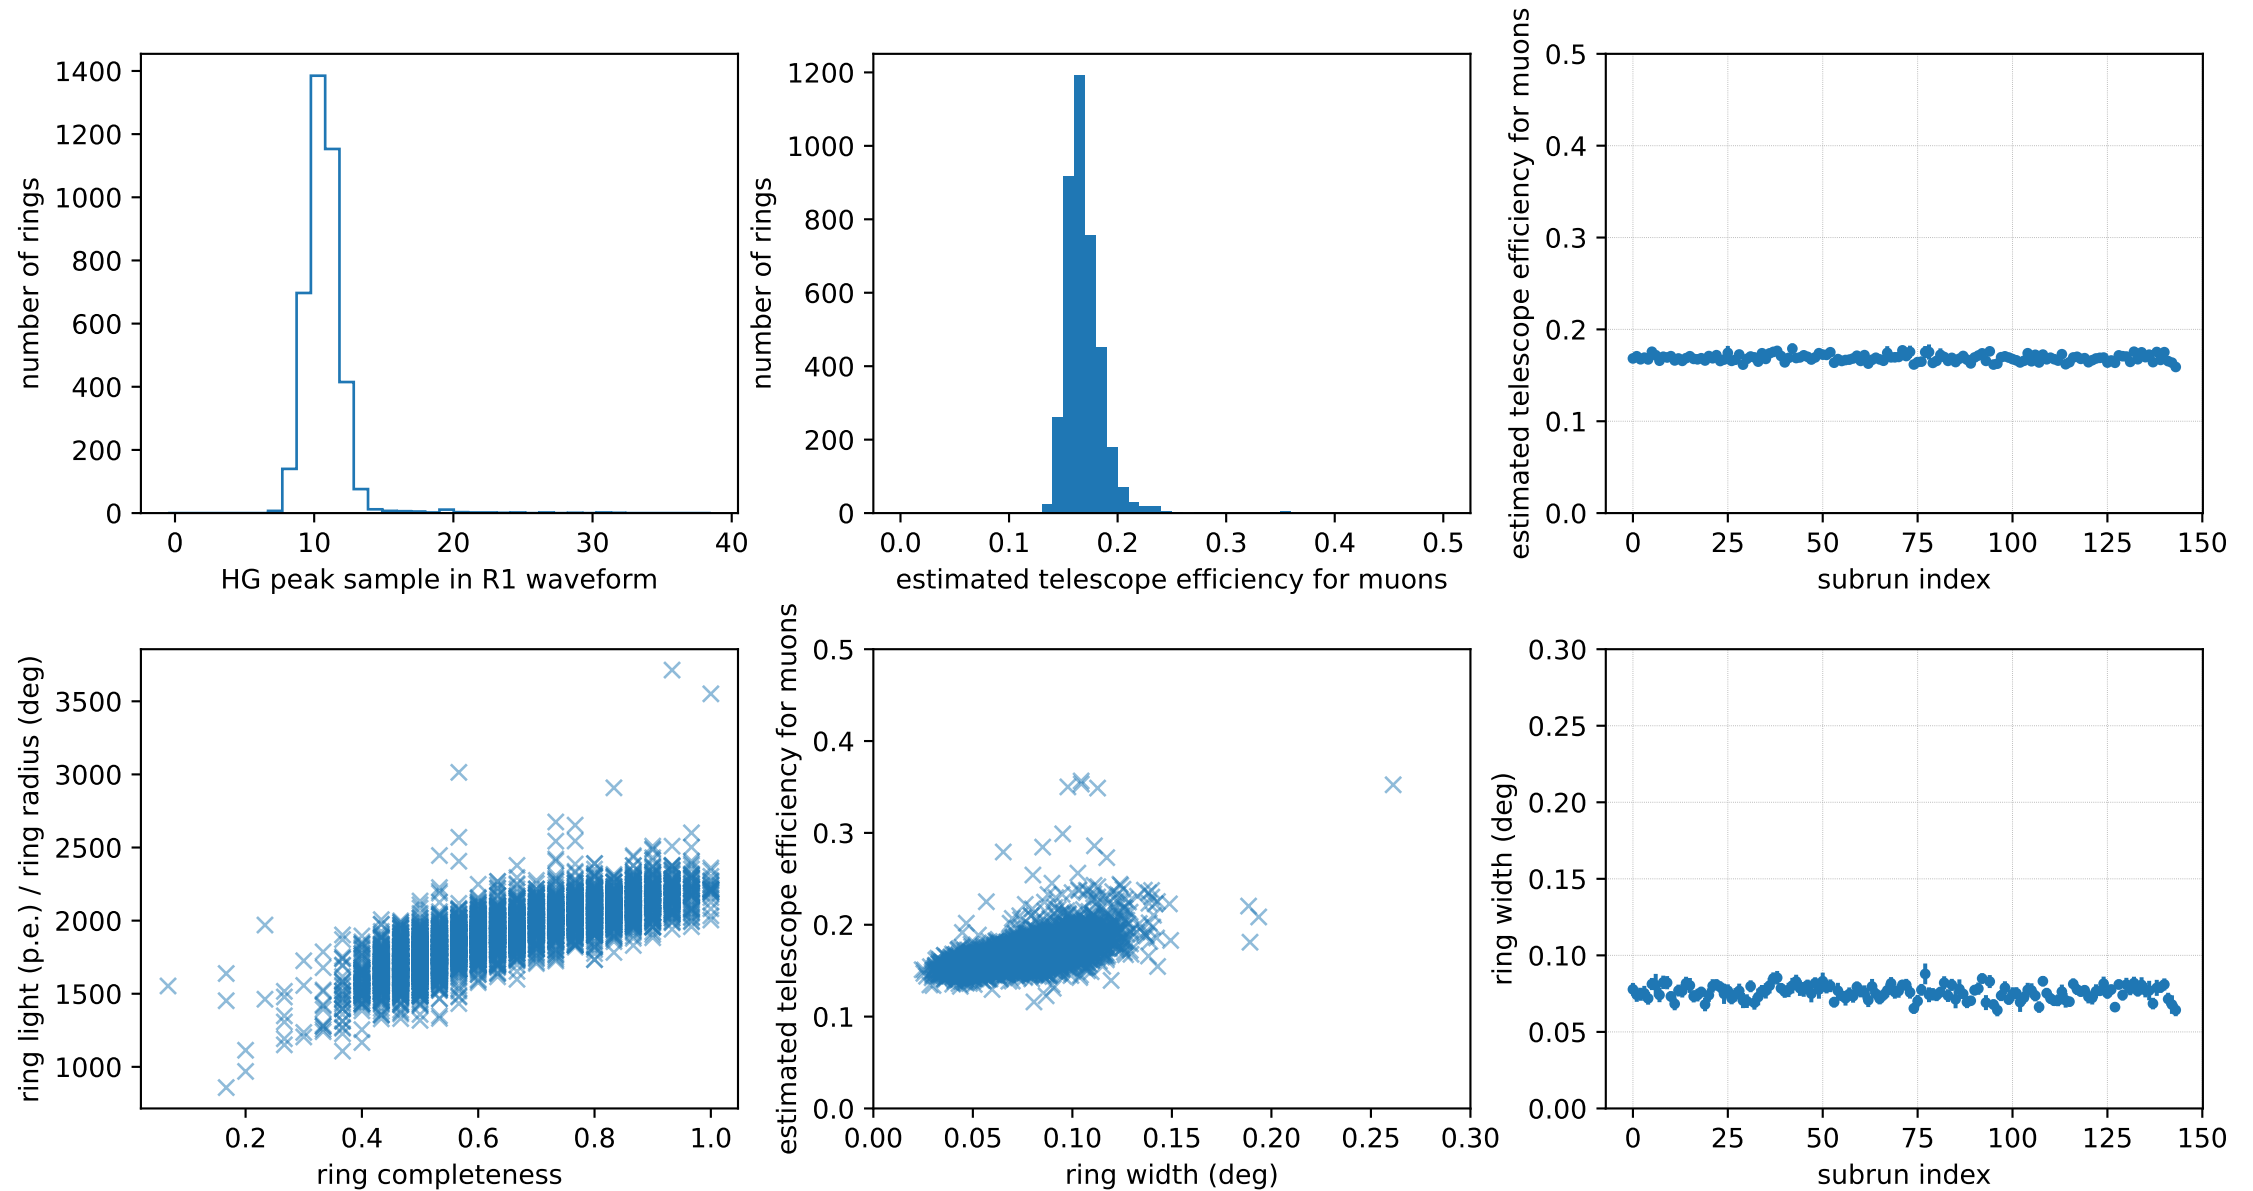 1400
1200
1000
800
600
400
200
0
number of rings
0 10 20 30 40
HG peak sample in R1 waveform
1200
1000
800
600
400
200
0
number of rings
0.0 0.1 0.2 0.3 0.4 0.5
estimated telescope efficiency for muons
0.5
0.4
0.3
0.2
0.1
0.0
estimated telescope efficiency for muons
0 25 50 75 100 125 150
subrun index
3500
3000
2500
2000
1500
1000
ring light (p.e.) / ring radius (deg)
0.2 0.4 0.6 0.8 1.0
ring completeness
0.5
0.4
0.3
0.2
0.1
0.0
estimated telescope efficiency for muons
0.00 0.05 0.10 0.15 0.20 0.25 0.30
ring width (deg)
0.30
0.25
0.20
0.15
0.10
0.05
0.00
ring width (deg)
0 25 50 75 100 125 150
subrun index